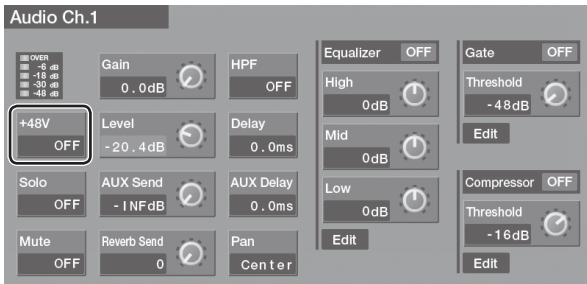 Audio Ch.1
OVER
-6 dB
-18 dB
-30 dB
-48 dB
Gain
0.0dB
HPF
OFF
+48V
OFF
Level
-20.4dB
Delay
0.0ms
Solo
OFF
AUX Send
-INFdB
AUX Delay
0.0ms
Mute
OFF
Reverb Send
0
Pan
Center
Equalizer OFF
High
0dB
Mid
0dB
Low
0dB
Edit
Gate OFF
Threshold
-48dB
Edit
Compressor OFF
Threshold
-16dB
Edit